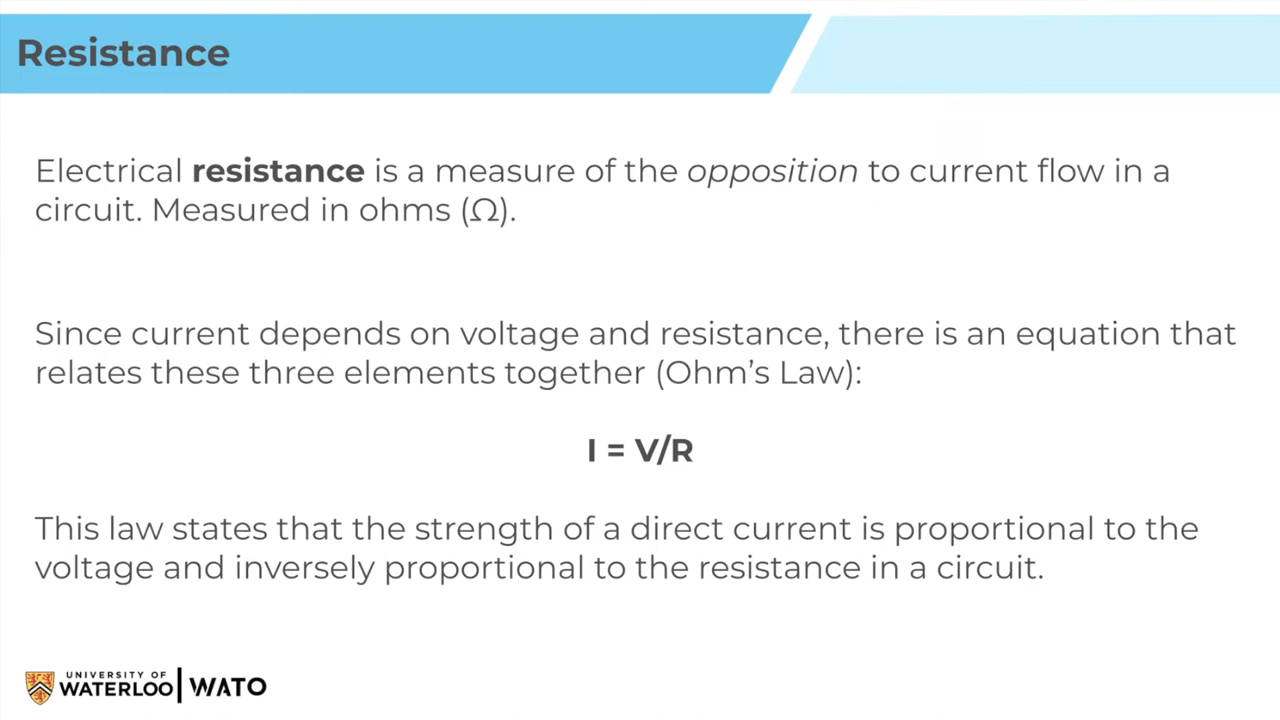 Resistance
Electrical resistance is a measure of the opposition to current flow in a
circuit. Measured in ohms (Ω).
Since current depends on voltage and resistance, there is an equation that
relates these three elements together (Ohm’s Law):
I = V/R
This law states that the strength of a direct current is proportional to the
voltage and inversely proportional to the resistance in a circuit.
UNIVERSITY OF
WATERLOO | WATO